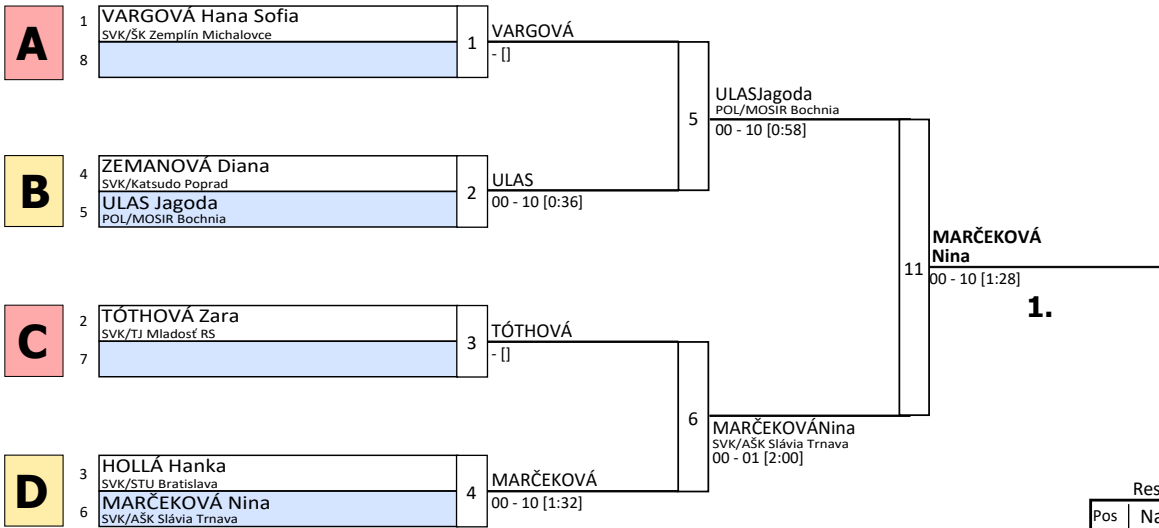 A
1 VARGOVÁ Hana Sofia
SVK/ŠK Zemplín Michalovce
8
1
VARGOVÁ
- []
B
4 ZEMANOVÁ Diana
SVK/Katsudo Poprad
5 ULAS Jagoda
POL/MOSIR Bochnia
2
ULAS
00 - 10 [0:36]
5
ULASJagoda
POL/MOSIR Bochnia
00 - 10 [0:58]
C
2 TÓTHOVÁ Zara
SVK/TJ Mladosť RS
7
3
TÓTHOVÁ
- []
D
3 HOLLÁ Hanka
SVK/STU Bratislava
6 MARČEKOVÁ Nina
SVK/AŠK Slávia Trnava
4
MARČEKOVÁ
00 - 10 [1:32]
6
MARČEKOVÁNina
SVK/AŠK Slávia Trnava
00 - 01 [2:00]
11
MARČEKOVÁ
Nina
00 - 10 [1:28]
1.
Res
Pos Na